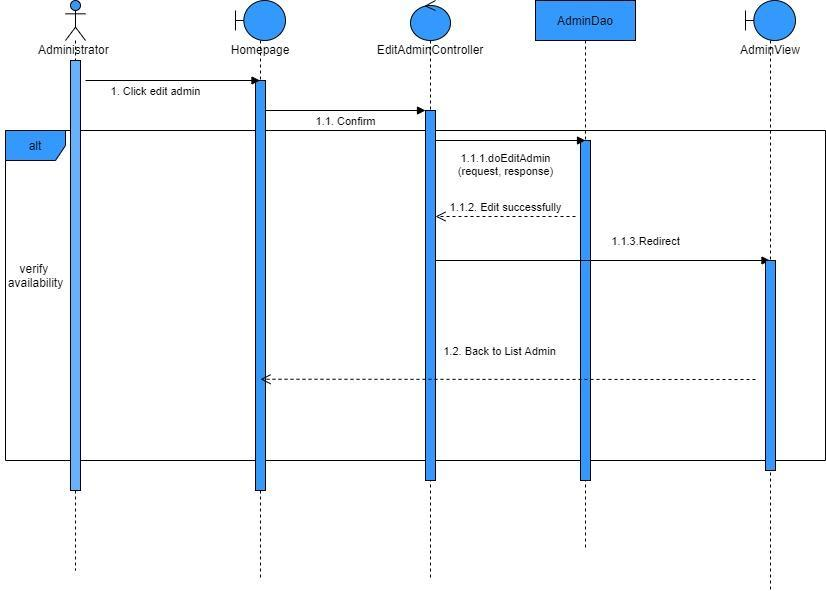 Administrator
Homepage
EditAdminController
AdminDao
AdminView
1. Click edit admin
1.1. Confirm
alt
1.1.1.doEditAdmin
(request, response)
1.1.2. Edit successfully
1.1.3.Redirect
verify
availability
1.2. Back to List Admin